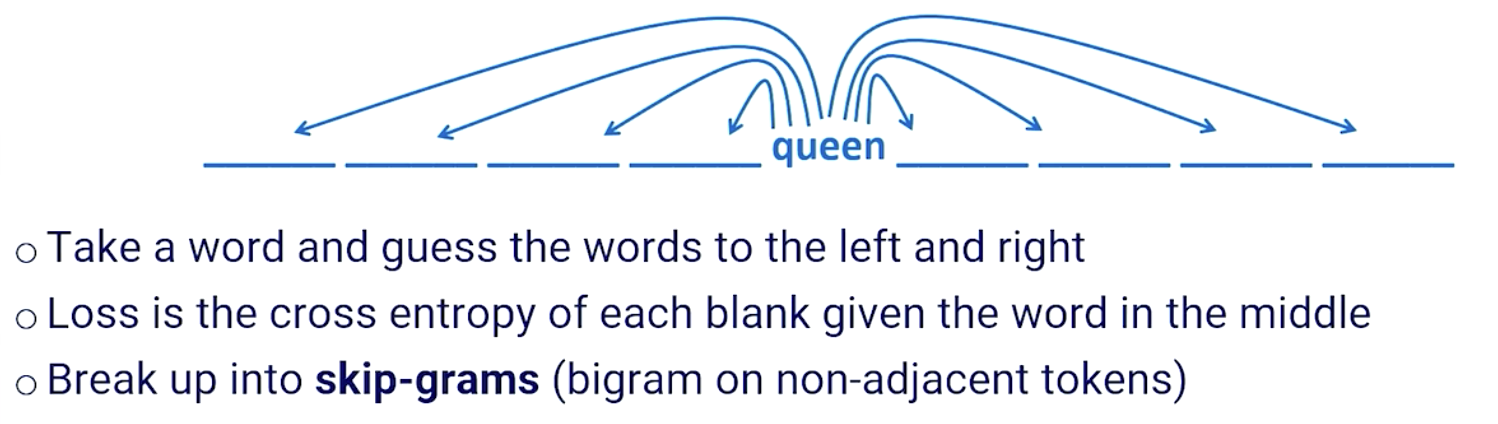 queen
○ Take a word and guess the words to the left and right
○ Loss is the cross entropy of each blank given the word in the middle
○ Break up into skip-grams (bigram on non-adjacent tokens)